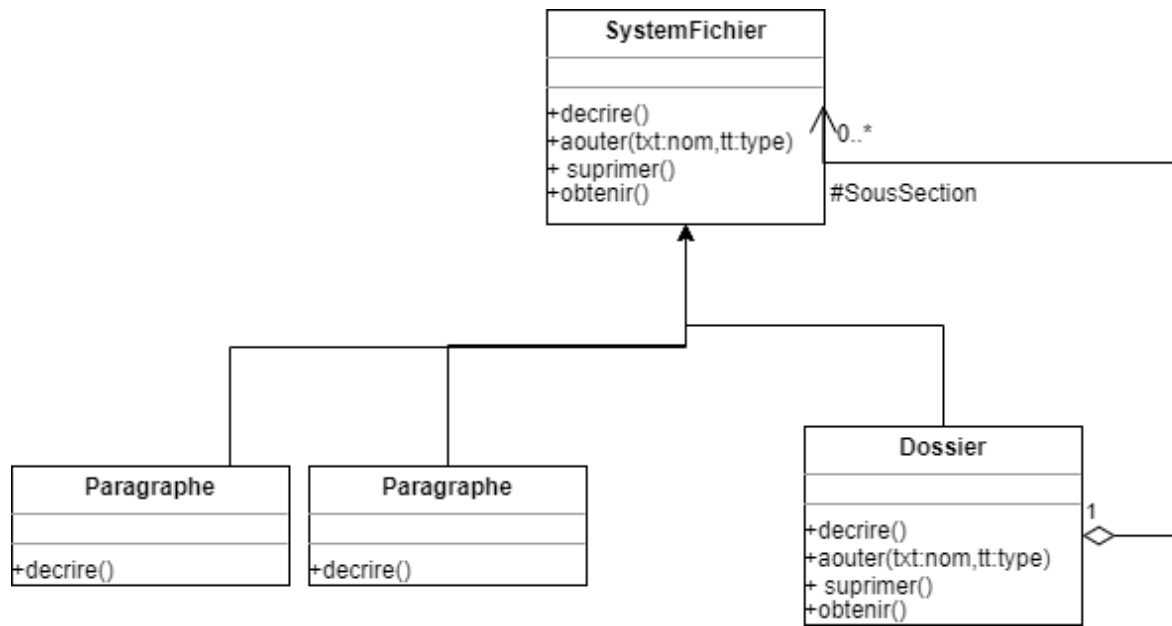 SystemFichier
+decrire()
+aouter(txt:nom,tt:type)
+ suprimer()
+obtenir()
0..*
#SousSection
Paragraphe
+decrire()
Paragraphe
+decrire()
Dossier
+decrire()
+aouter(txt:nom,tt:type)
+ suprimer()
+obtenir()
1